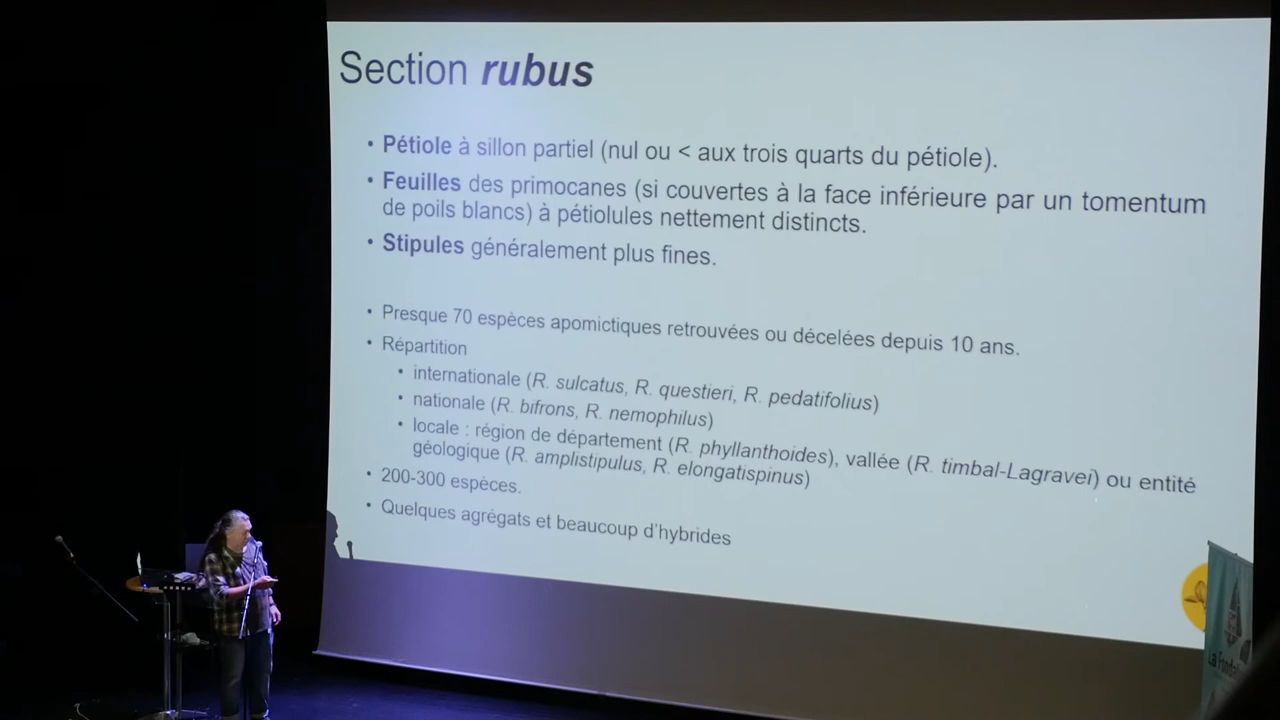 Section rubus
• Pétiole à sillon partiel (nul ou < aux trois quarts du pétiole).
• Feuilles des primocanes (si couvertes à la face inférieure par un tomentum
de poils blancs) à pétiolules nettement distincts.
• Stipules généralement plus fines.
• Presque 70 espèces apomictiques retrouvées ou décelées depuis 10 ans.
• Répartition
• internationale (R. sulcatus, R. questieri, R. pedatifolius)
• nationale (R. bifrons, R. nemophilus)
• locale : région de département (R. phyllanthoides), vallée (R. timbal-Lagravei) ou entité
géologique (R. amplistipulus, R. elongatispinus)
• 200-300 espèces.
• Quelques agrégats et beaucoup d'hybrides
La